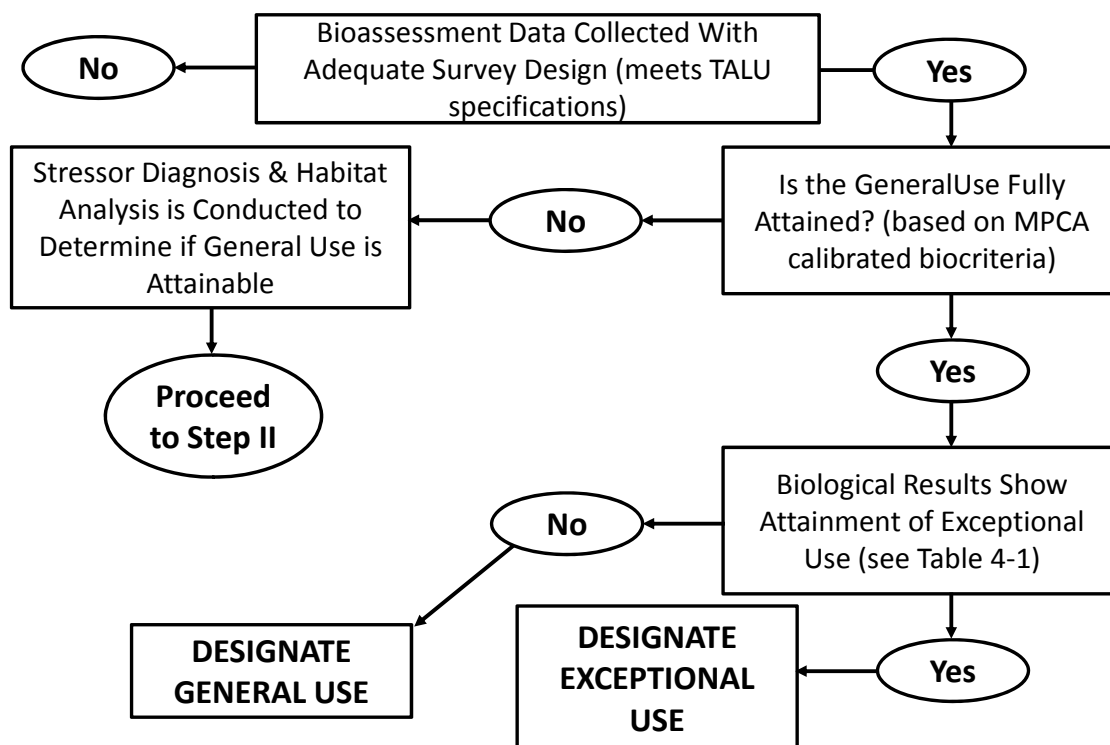 No
Bioassessment Data Collected With
Adequate Survey Design (meets TALU
specifications)
Yes
Stressor Diagnosis & Habitat
Analysis is Conducted to
Determine if General Use is
Attainable
No
Is the GeneralUse Fully
Attained? (based on MPCA
calibrated biocriteria)
Proceed
to Step II
Yes
No
Biological Results Show
Attainment of Exceptional
Use (see Table 4-1)
DESIGNATE
GENERAL USE
DESIGNATE
EXCEPTIONAL
USE
Yes